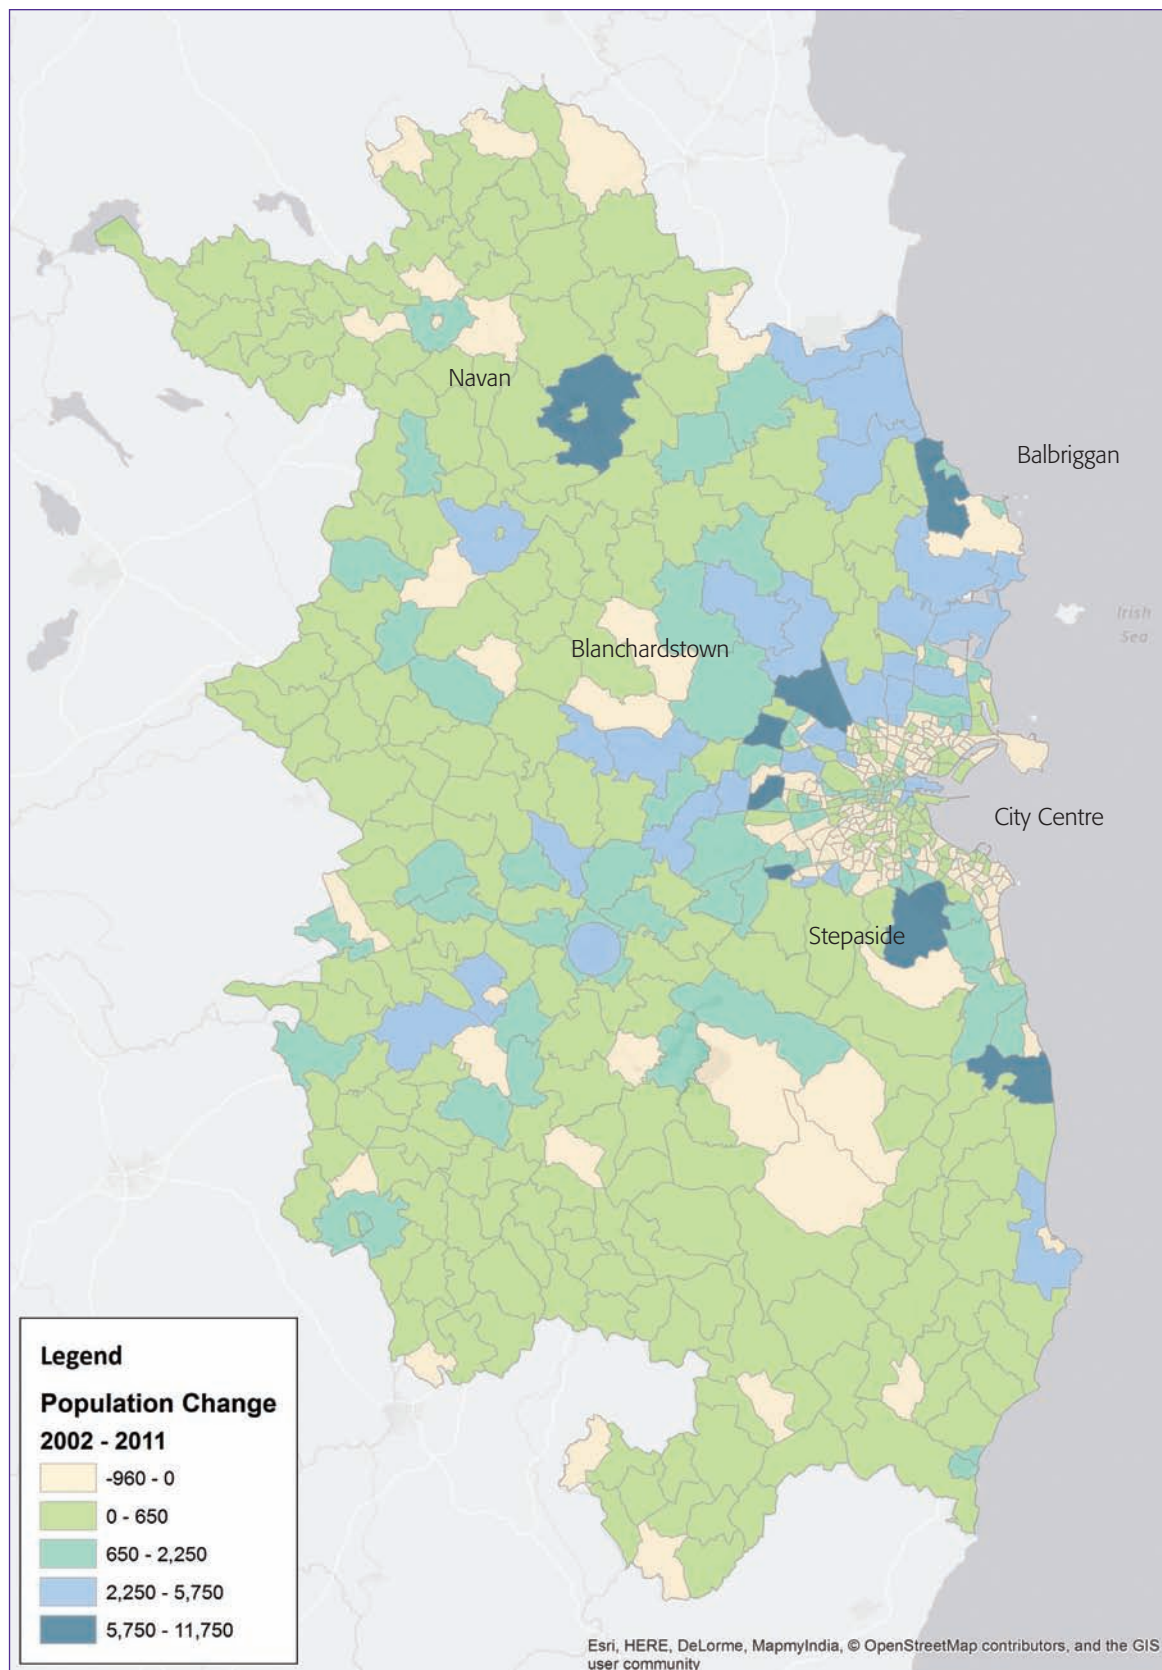 Navan
Balbriggan
Irish
Sea
Blanchardstown
City Centre
Stepaside
Legend
Population Change
2002 - 2011
-960 - 0
0 - 650
650 - 2,250
2,250 - 5,750
5,750 - 11,750
Esri, HERE, DeLorme, MapmyIndia, © OpenStreetMap contributors, and the GIS
user community